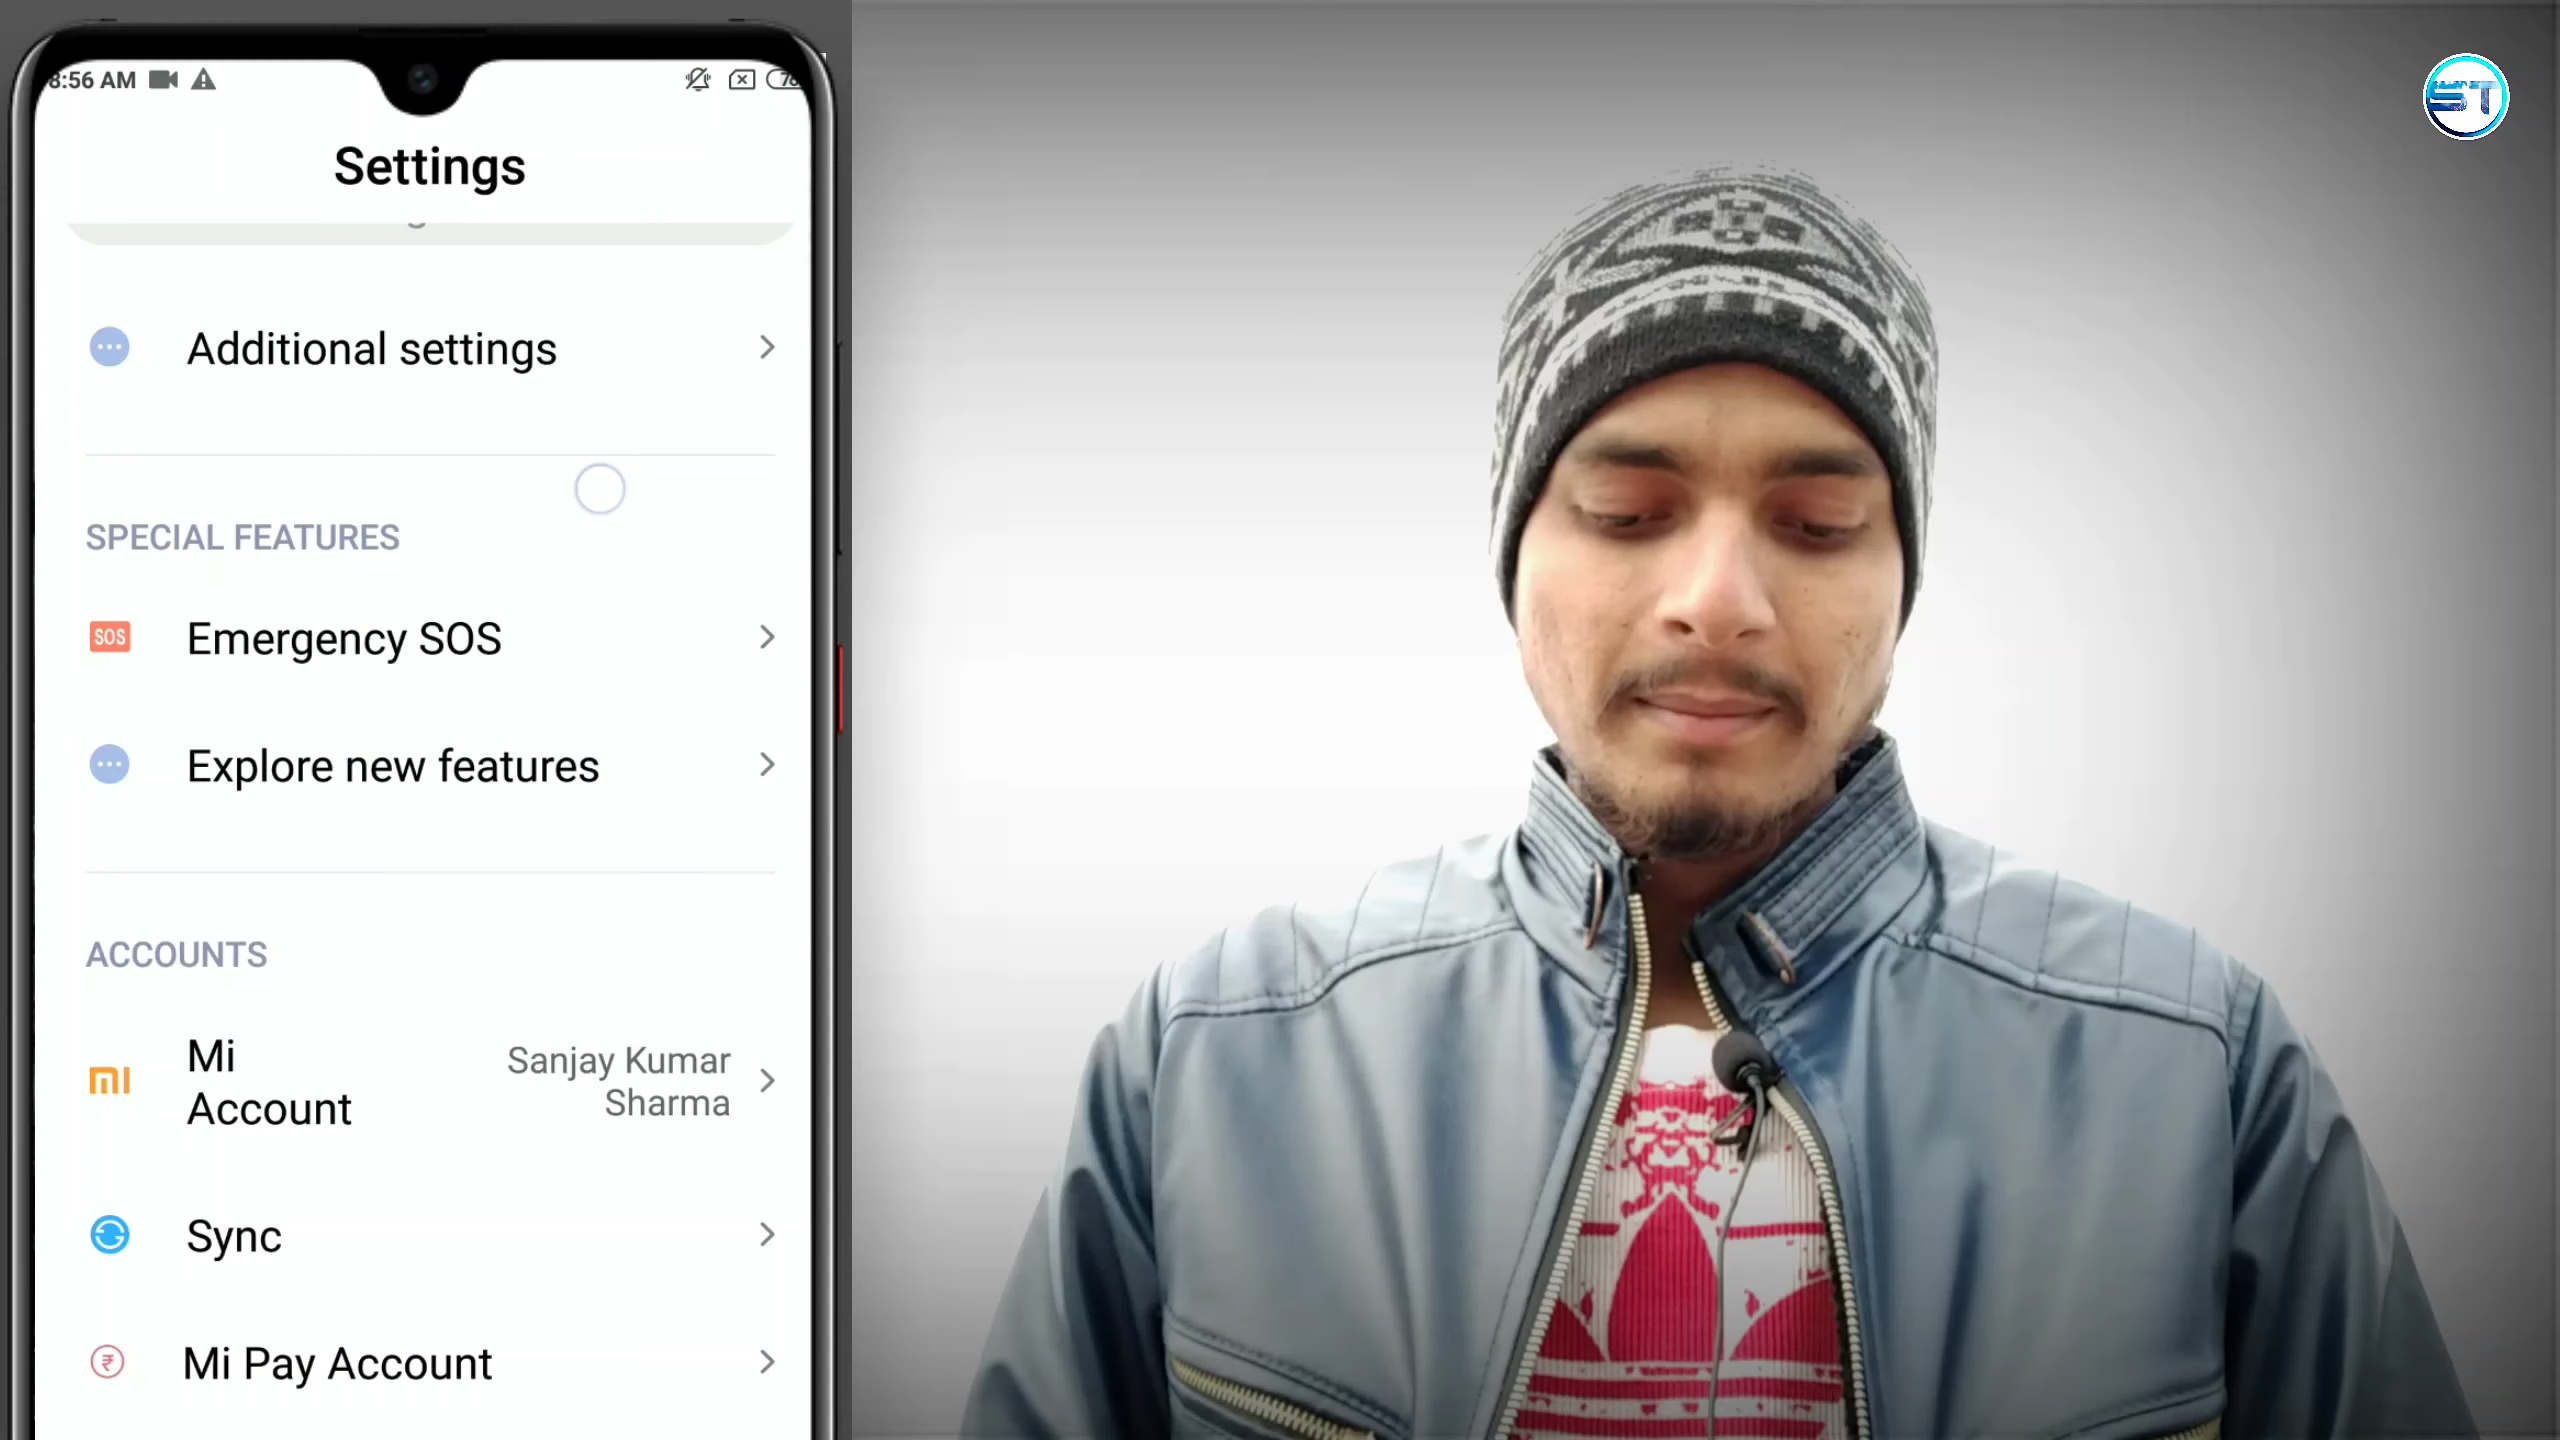 8:56 AM
Settings
Additional settings
SPECIAL FEATURES
SOS
Emergency SOS
Explore new features
ACCOUNTS
Mi
Account
Sanjay Kumar
Sharma
Sync
Mi Pay Account
ST